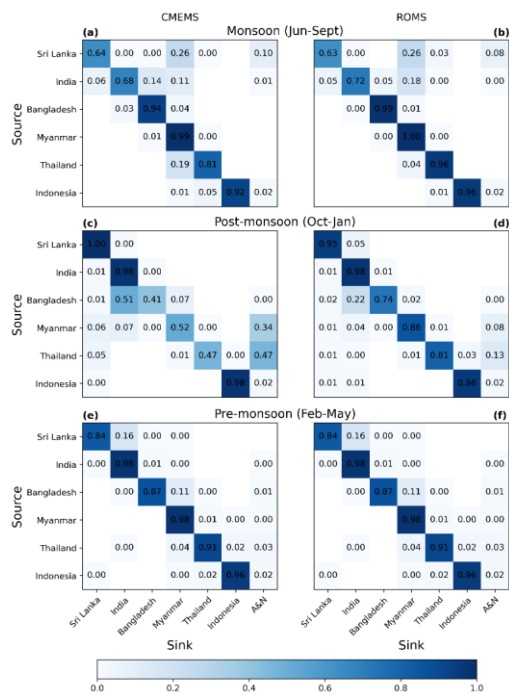 CMEMS ROMS
(a) Monsoon (Jun-Sept) (b)
Sri Lanka 0.64 0.00 0.00 0.26 0.00 0.10 0.63 0.26 0.03 0.08
India 0.06 0.68 0.14 0.11 0.01 0.05 0.72 0.05 0.18 0.00 0.00
Bangladesh 0.03 0.94 0.04 0.00 0.99 0.01
Myanmar 0.01 0.99 0.00 0.00 1.00 0.00
Thailand 0.19 0.81 0.04 0.96
Indonesia 0.01 0.05 0.92 0.02 0.01 0.96 0.02
Source
(c) Post-monsoon (Oct-Jan) (d)
Sri Lanka 1.00 0.00 0.95 0.05
India 0.01 0.98 0.00 0.01 0.98 0.01
Bangladesh 0.01 0.51 0.41 0.07 0.00 0.02 0.22 0.74 0.02 0.00
Myanmar 0.06 0.07 0.00 0.52 0.00 0.34 0.01 0.04 0.00 0.86 0.00 0.08
Thailand 0.05 0.01 0.47 0.00 0.47 0.01 0.00 0.01 0.81 0.03 0.13
Indonesia 0.00 0.98 0.02 0.01 0.01 0.96 0.02
Source
(e) Pre-monsoon (Feb-May) (f)
Sri Lanka 0.84 0.16 0.00 0.00 0.84 0.16 0.00 0.00
India 0.00 0.98 0.01 0.00 0.00 0.00 0.98 0.01 0.00 0.00
Bangladesh 0.00 0.87 0.11 0.00 0.01 0.00 0.87 0.11 0.00 0.01
Myanmar 0.98 0.01 0.00 0.00 0.98 0.01 0.00 0.00
Thailand 0.00 0.04 0.91 0.02 0.03 0.00 0.04 0.91 0.02 0.03
Indonesia 0.00 0.00 0.02 0.96 0.02 0.00 0.00 0.02 0.96 0.02
Source
Sri Lanka India Bangladesh Myanmar Thailand Indonesia A&N Sri Lanka India Bangladesh Myanmar Thailand Indonesia A&N
Sink Sink
0.0 0.2 0.4 0.6 0.8 1.0